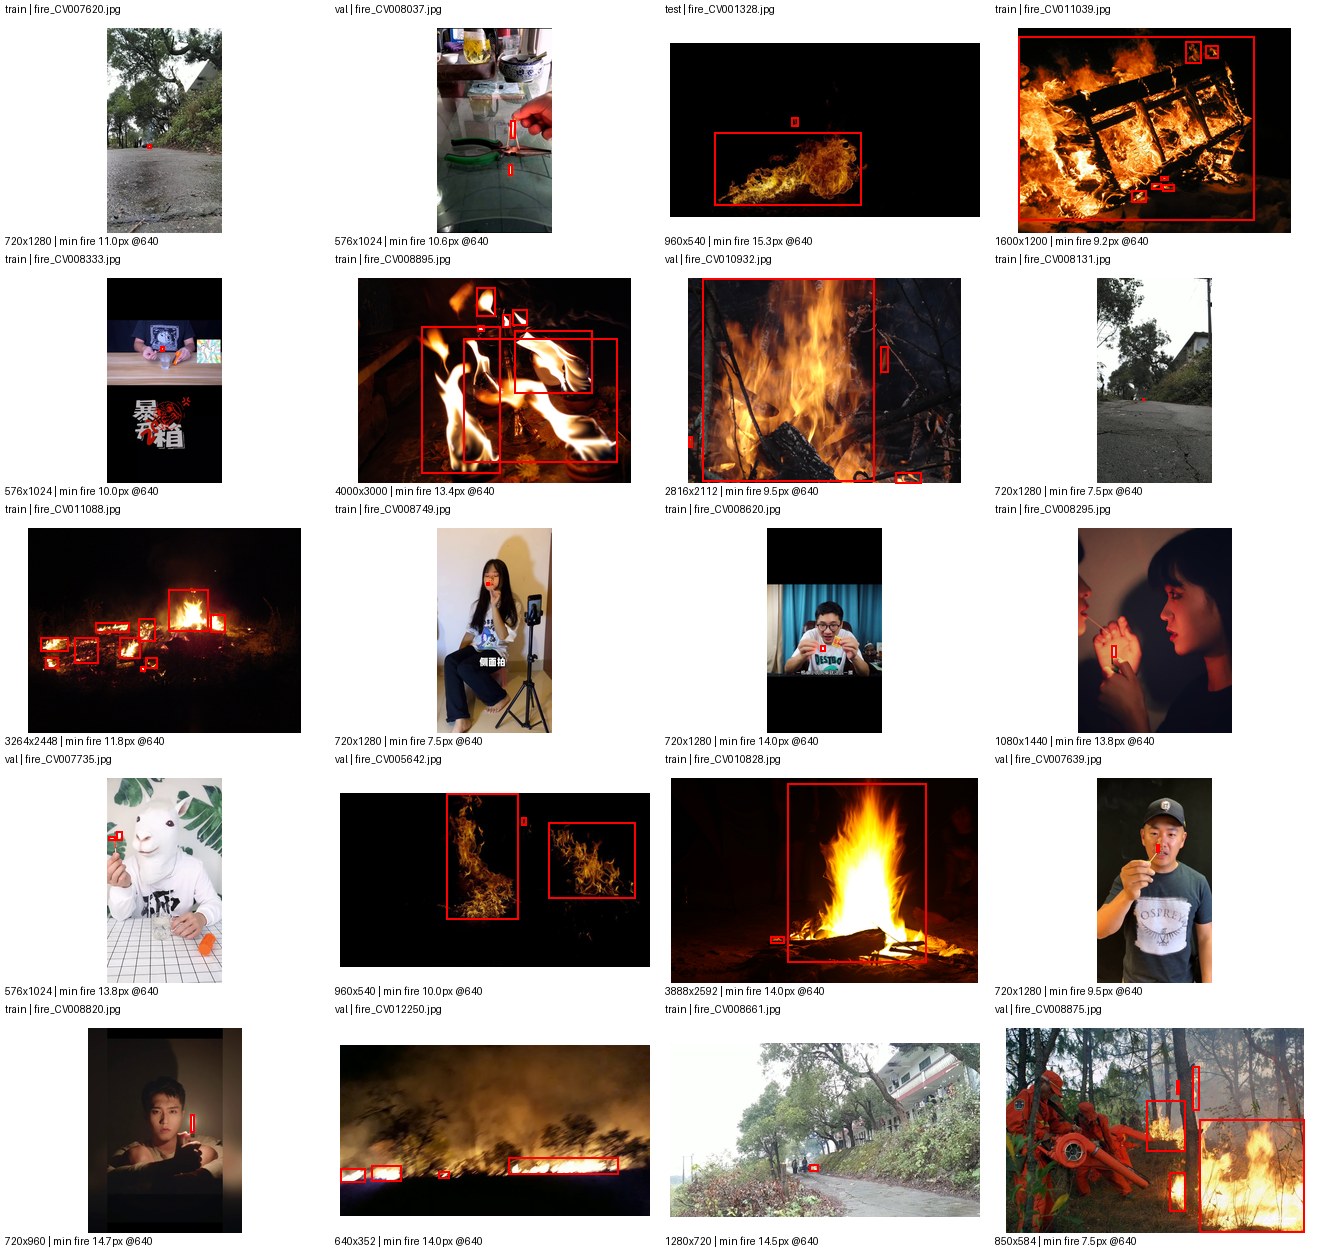 train | fire_CV007620.jpg
val | fire_CV008037.jpg
test | fire_CV001328.jpg
train | fire_CV011039.jpg
720x1280 | min fire 11.0px @640
576x1024 | min fire 10.6px @640
960x540 | min fire 15.3px @640
1600x1200 | min fire 9.2px @640
train | fire_CV008333.jpg
train | fire_CV008895.jpg
val | fire_CV010932.jpg
train | fire_CV008131.jpg
576x1024 | min fire 10.0px @640
4000x3000 | min fire 13.4px @640
2816x2112 | min fire 9.5px @640
720x1280 | min fire 7.5px @640
train | fire_CV011088.jpg
train | fire_CV008749.jpg
train | fire_CV008620.jpg
train | fire_CV008295.jpg
侧面拍
DESTRO
3264x2448 | min fire 11.8px @640
720x1280 | min fire 7.5px @640
720x1280 | min fire 14.0px @640
1080x1440 | min fire 13.8px @640
val | fire_CV007735.jpg
val | fire_CV005642.jpg
train | fire_CV010828.jpg
val | fire_CV007639.jpg
OSPREY
576x1024 | min fire 13.8px @640
960x540 | min fire 10.0px @640
3888x2592 | min fire 14.0px @640
720x1280 | min fire 9.5px @640
train | fire_CV008820.jpg
val | fire_CV012250.jpg
train | fire_CV008661.jpg
val | fire_CV008875.jpg
720x960 | min fire 14.7px @640
640x352 | min fire 14.0px @640
1280x720 | min fire 14.5px @640
850x584 | min fire 7.5px @640